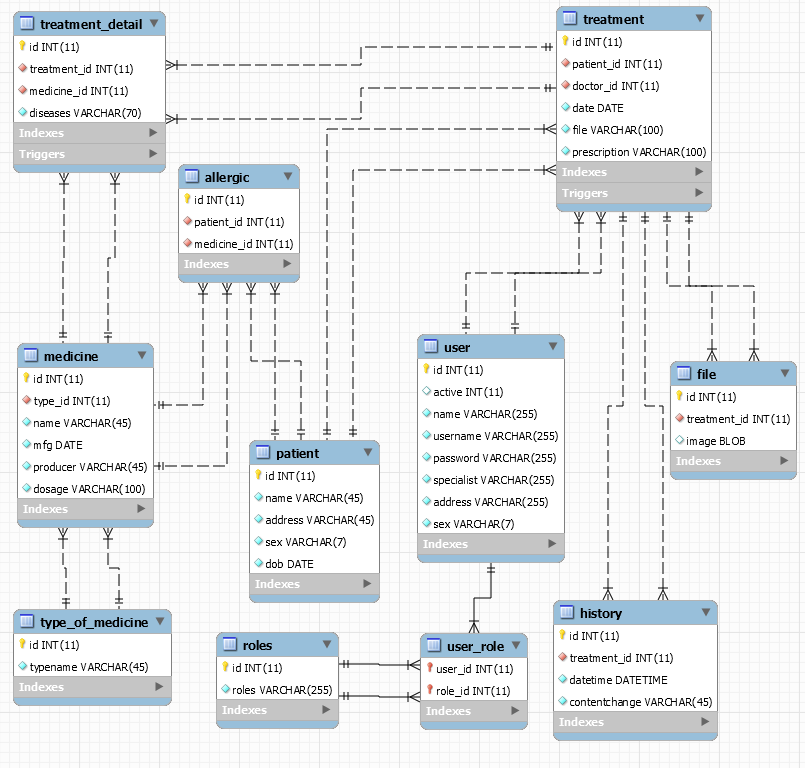 treatment_detail
id INT(11)
treatment_id INT(11)
medicine_id INT(11)
diseases VARCHAR(70)
Indexes
Triggers
treatment
id INT(11)
patient_id INT(11)
doctor_id INT(11)
date DATE
file VARCHAR(100)
prescription VARCHAR(100)
Indexes
Triggers
allergic
id INT(11)
patient_id INT(11)
medicine_id INT(11)
Indexes
medicine
id INT(11)
type_id INT(11)
name VARCHAR(45)
mfg DATE
producer VARCHAR(45)
dosage VARCHAR(100)
Indexes
user
id INT(11)
active INT(11)
name VARCHAR(255)
username VARCHAR(255)
password VARCHAR(255)
specialist VARCHAR(255)
address VARCHAR(255)
sex VARCHAR(7)
Indexes
file
id INT(11)
treatment_id INT(11)
image BLOB
Indexes
patient
id INT(11)
name VARCHAR(45)
address VARCHAR(45)
sex VARCHAR(7)
dob DATE
Indexes
type_of_medicine
id INT(11)
typename VARCHAR(45)
Indexes
roles
id INT(11)
roles VARCHAR(255)
Indexes
user_role
user_id INT(11)
role_id INT(11)
Indexes
history
id INT(11)
treatment_id INT(11)
datetime DATETIME
contentchange VARCHAR(45)
Indexes